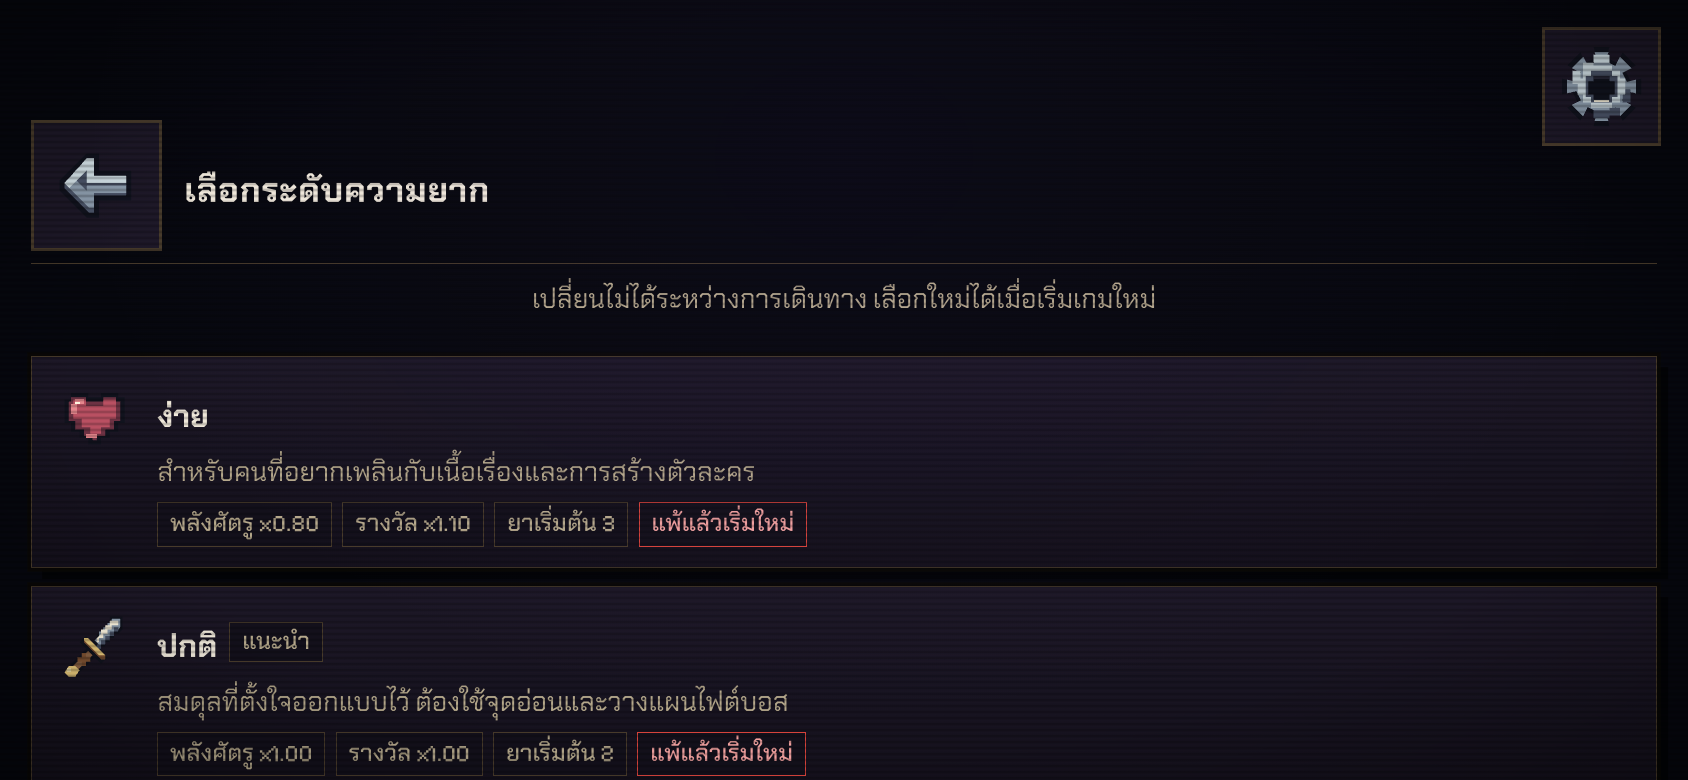 เลือกระดับความยาก
เปลี่ยนไม่ได้ระหว่างการเดินทาง เลือกใหม่ได้เมื่อเริ่มเกมใหม่
ง่าย
สำหรับคนที่อยากเพลินกับเนื้อเรื่องและการสร้างตัวละคร
พลังศัตรู x0.80 รางวัล x1.10 ยาเริ่มต้น 3 แพ้แล้วเริ่มใหม่
ปกติ แนะนำ
สมดุลที่ตั้งใจออกแบบไว้ ต้องใช้จุดอ่อนและวางแผนไฟต์บอส
พลังศัตรู x1.00 รางวัล x1.00 ยาเริ่มต้น 2 แพ้แล้วเริ่มใหม่